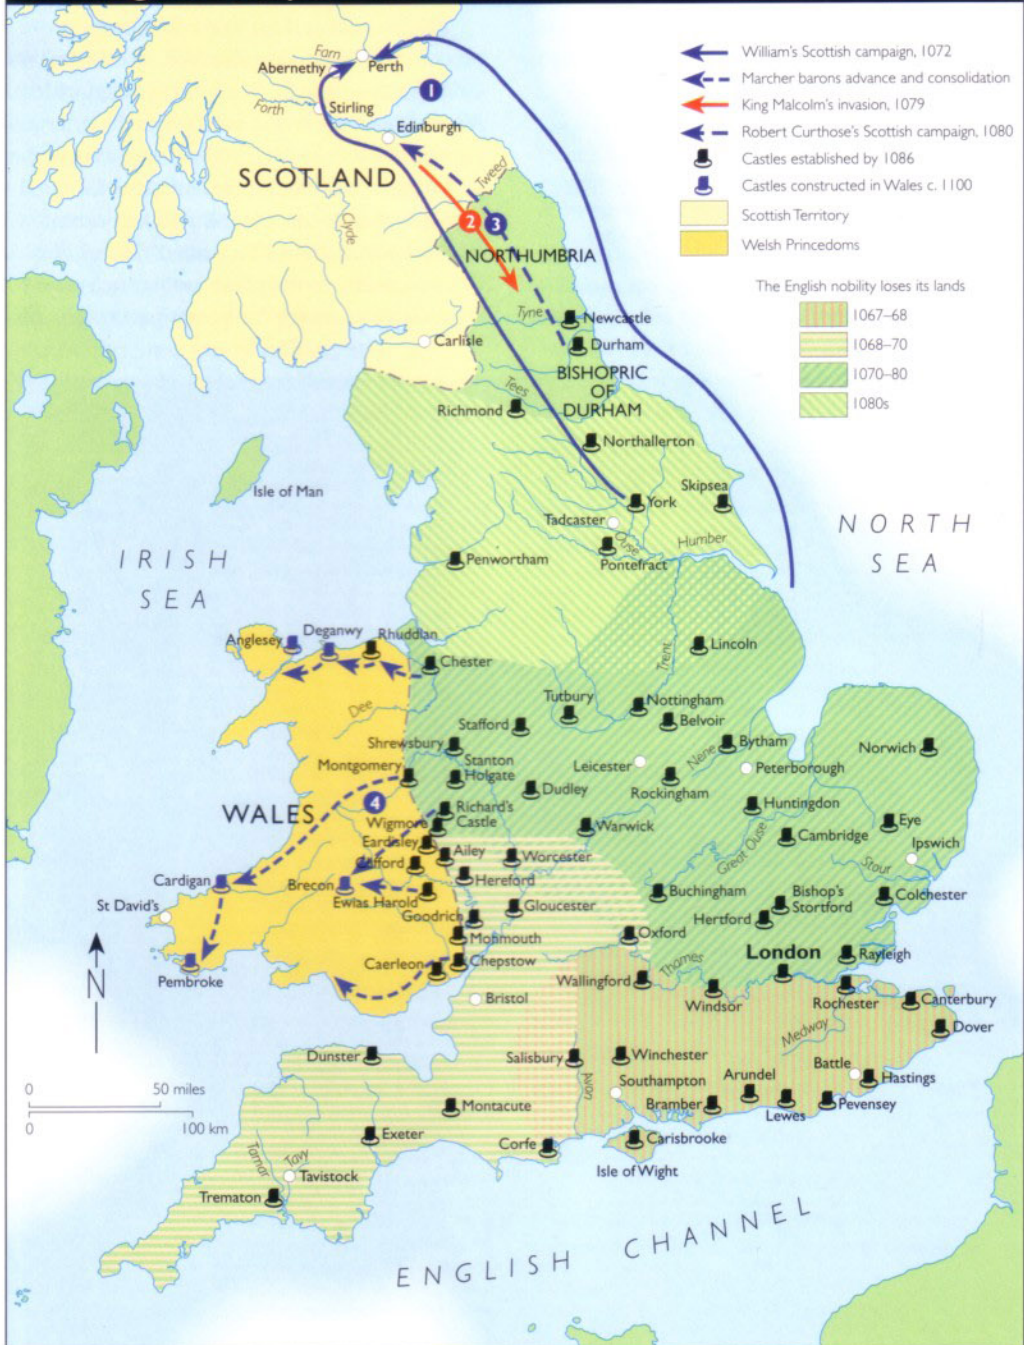 William's Scottish campaign, 1072
Marcher barons advance and consolidation
King Malcolm's invasion, 1079
Robert Curthose's Scottish campaign, 1080
Castles established by 1086
Castles constructed in Wales c. 1100
Scottish Territory
Welsh Princedoms
The English nobility loses its lands
1067–68
1068–70
1070–80
1080s
Earn
Abernethy
Perth
1
Forth
Stirling
Edinburgh
SCOTLAND
Tweed
Clyde
2
3
NORTHUMBRIA
Tyne
Newcastle
Carlisle
Durham
BISHOPRIC
OF
DURHAM
Tees
Richmond
Northallerton
Isle of Man
York
Skipsea
Tadcaster
Ouse
Humber
Pontefract
Penwortham
NORTH
SEA
IRISH
SEA
Anglesey
Deganwy
Rhuddlan
Chester
Lincoln
Trent
Dee
Tutbury
Nottingham
Stafford
Belvoir
Shrewsbury
Bytham
Norwich
Stanton
Holgate
Montgomery
Leicester
Nene
Peterborough
Dudley
Rockingham
WALES
4
Richard's
Castle
Wigmore
Huntingdon
Warwick
Cambridge
Eye
Eardisley
Ailey
Worcester
Great Ouse
Ipswich
Clifford
Stour
Cardigan
Brecon
Hereford
St David's
Ewias Harold
Buckingham
Bishop's
Stortford
Colchester
Goodrich
Gloucester
Hertford
Monmouth
Oxford
London
Rayleigh
N
Pembroke
Caerleon
Chepstow
Wallingford
Thames
Windsor
Rochester
Canterbury
Bristol
Medway
Dover
Dunster
Salisbury
Winchester
Battle
Hastings
0
50 miles
0
100 km
Avon
Southampton
Arundel
Montacute
Bramber
Lewes
Pevensey
Exeter
Corfe
Carisbrooke
Isle of Wight
Tamar
Tavy
Tavistock
Trematon
ENGLISH CHANNEL